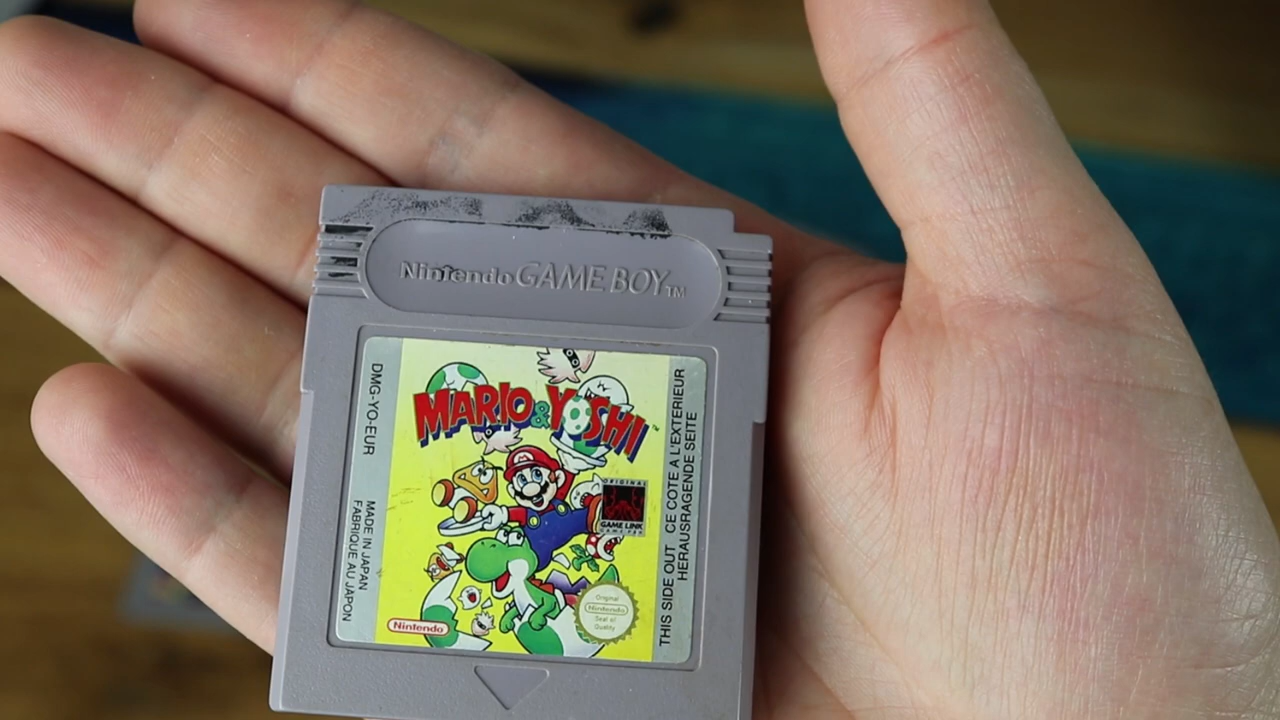 Nintendo GAME BOY TM
DMG-YO-EUR
MADE IN JAPAN
FABRIQUE AU JAPON
MARIO & YOSHI ™
ORIGINAL
GAME LINK
Nintendo
Original
Nintendo
Seal of
Quality
THIS SIDE OUT CE COTE A L'EXTERIEUR
HERAUSRAGENDE SEITE